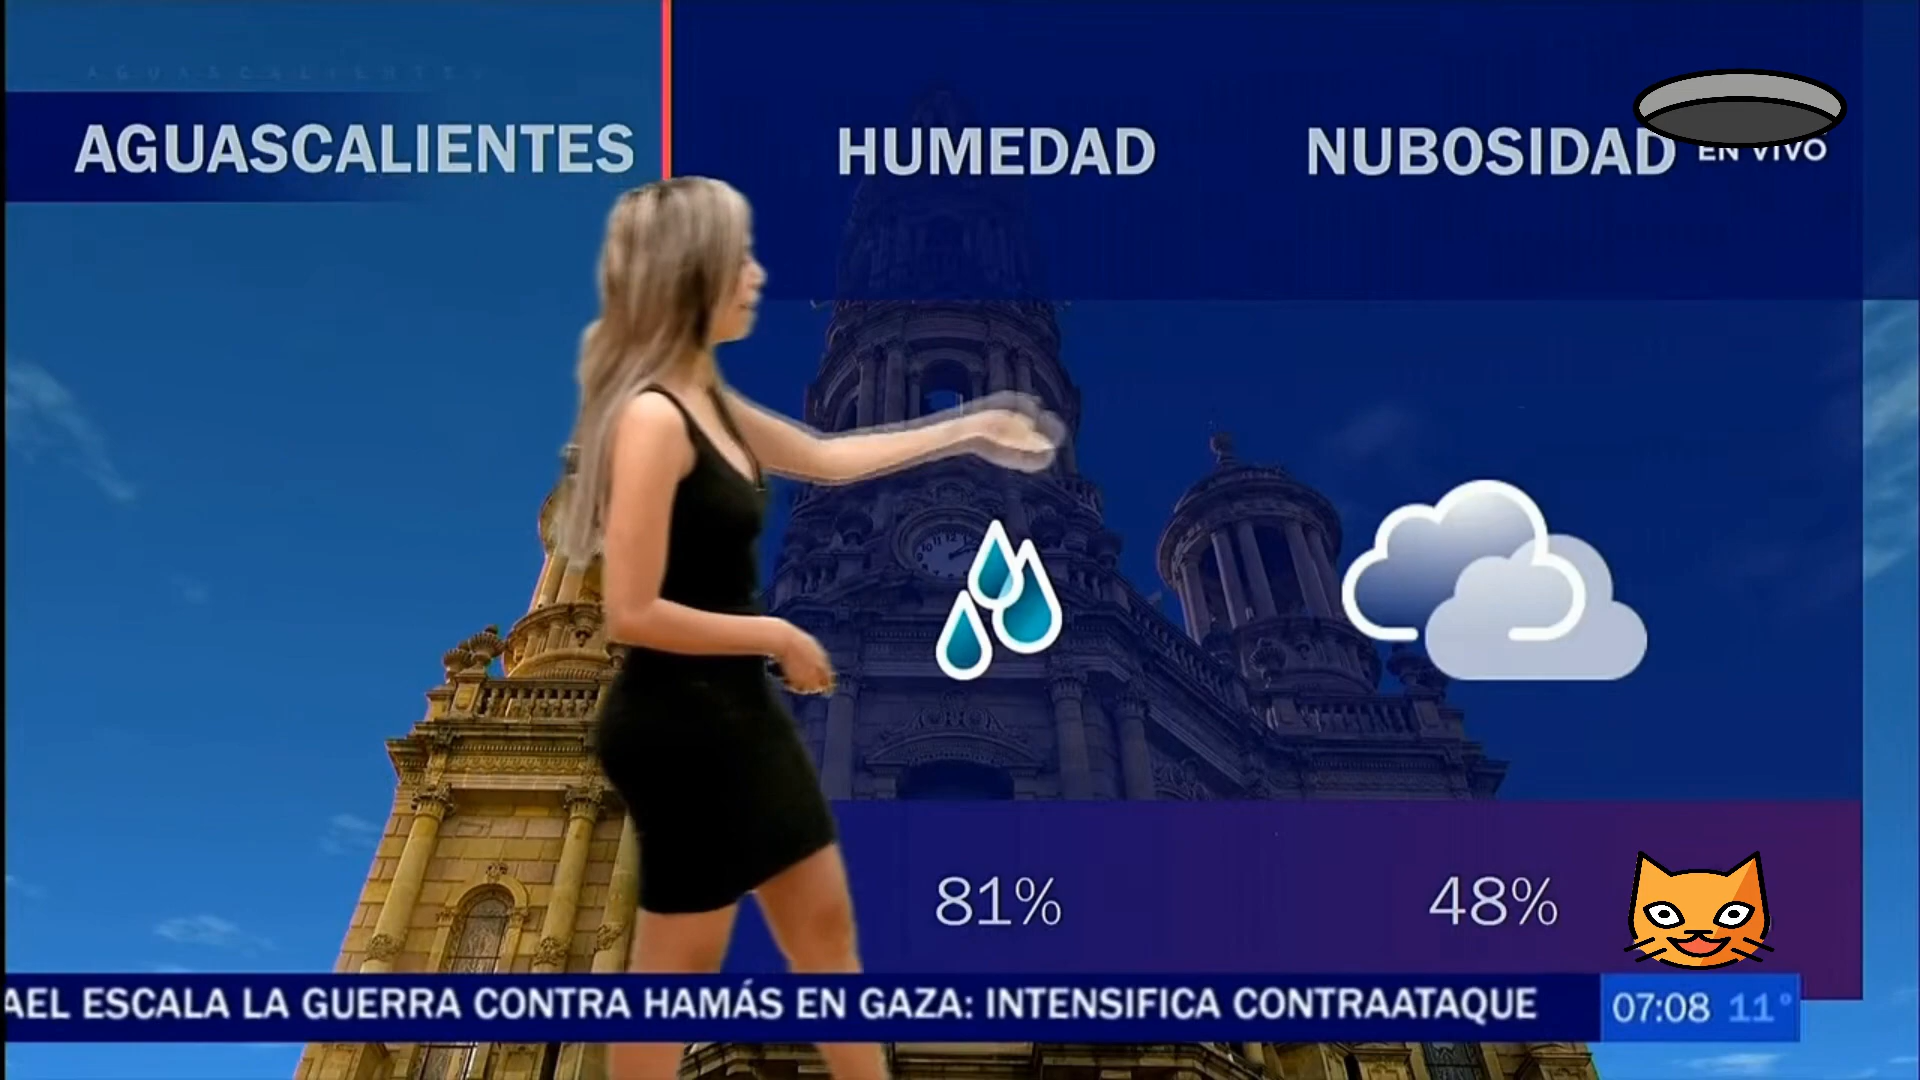 AGUASCALIENTES
AGUASCALIENTES
HUMEDAD
NUBOSIDAD
EN VIVO
81%
48%
AEL ESCALA LA GUERRA CONTRA HAMÁS EN GAZA: INTENSIFICA CONTRAATAQUE
07:08 11°